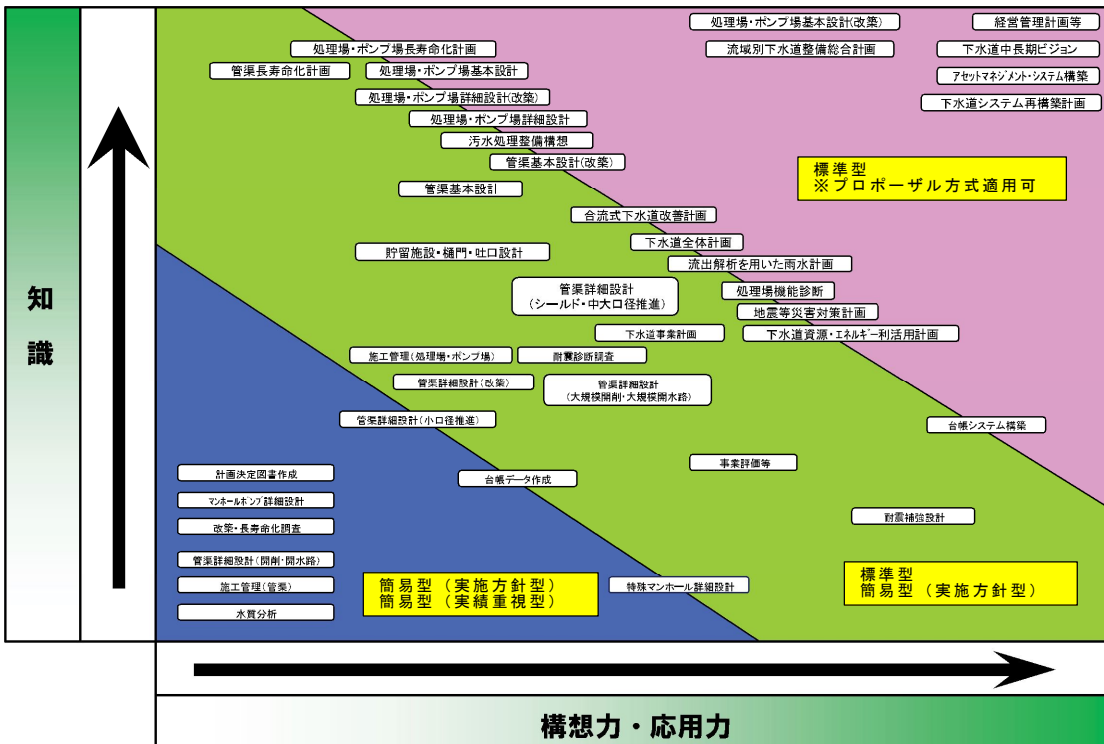 処理場・ポンプ場基本設計(改築)
経営管理計画等
処理場・ポンプ場長寿命化計画
流域別下水道整備総合計画
下水道中長期ビジョン
管渠長寿命化計画
処理場・ポンプ場基本設計
アセットマネジメント・システム構築
処理場・ポンプ場詳細設計(改築)
下水道システム再構築計画
処理場・ポンプ場詳細設計
汚水処理整備構想
管渠基本設計(改築)
標準型
※プロポーザル方式適用可
管渠基本設計
合流式下水道改善計画
下水道全体計画
貯留施設・樋門・吐口設計
流出解析を用いた雨水計画
管渠詳細設計
(シールド・中大口径推進)
処理場機能診断
地震等災害対策計画
下水道事業計画
下水道資源・エネルギー利活用計画
施工管理(処理場・ポンプ場)
耐震診断調査
管渠詳細設計(改築)
管渠詳細設計
(大規模開削・大規模開水路)
管渠詳細設計(小口径推進)
台帳システム構築
事業評価等
計画決定図書作成
台帳データ作成
マンホールポンプ詳細設計
耐震補強設計
改築・長寿命化調査
管渠詳細設計(開削・開水路)
施工管理(管渠)
簡易型(実施方針型)
簡易型(実績重視型)
特殊マンホール詳細設計
標準型
簡易型(実施方針型)
水質分析
知識
構想力・応用力